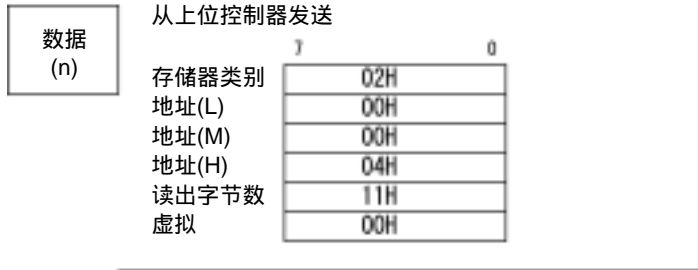 从上位控制器发送
数据
(n)
7 0
存储器类别 02H
地址(L) 00H
地址(M) 00H
地址(H) 04H
读出字节数 11H
虚拟 00H